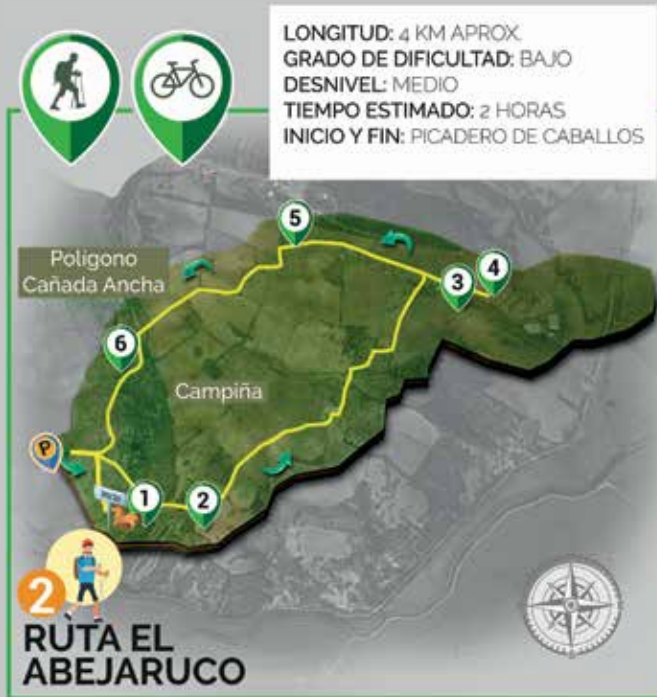 LONGITUD: 4 KM APROX.
GRADO DE DIFICULTAD: BAJO
DESNIVEL: MEDIO
TIEMPO ESTIMADO: 2 HORAS
INICIO Y FIN: PICADERO DE CABALLOS
5
Polígono
Cañada Ancha
3
4
6
Campiña
P
1
2
2
RUTA EL
ABEJARUCO